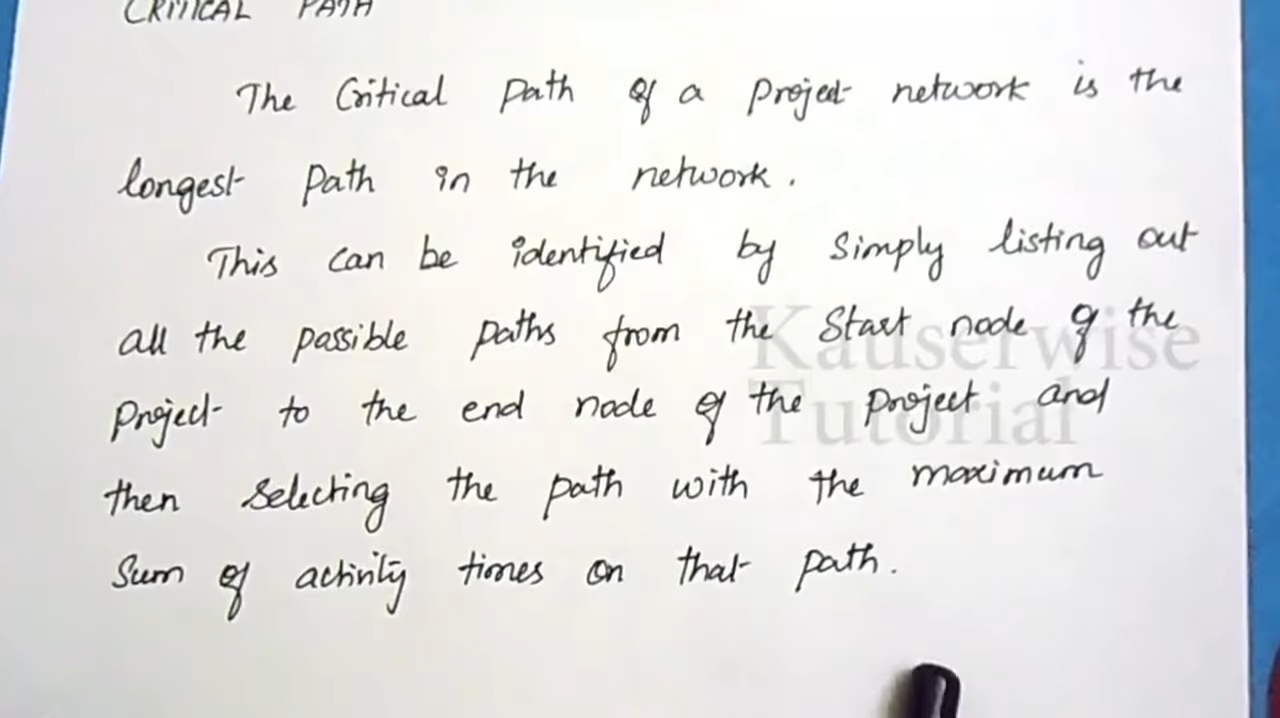 CRITICAL PATH
The Critical path of a project network is the
longest path in the network.
This can be identified by simply listing out
all the possible paths from the Start node of the
Kauserwise
project to the end node of the project and
Tutorial
then selecting the path with the maximum
Sum of activity times on that path.